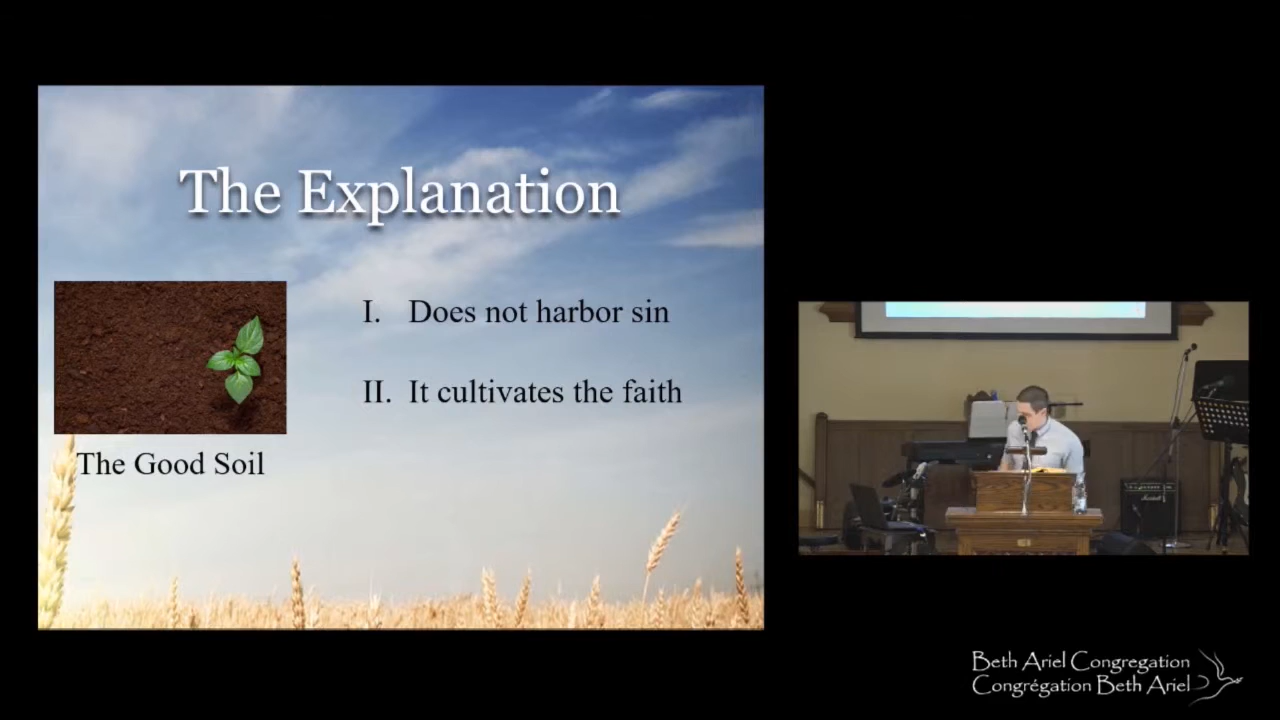 The Explanation
I. Does not harbor sin
II. It cultivates the faith
The Good Soil
Beth Ariel Congregation
Congrégation Beth Ariel